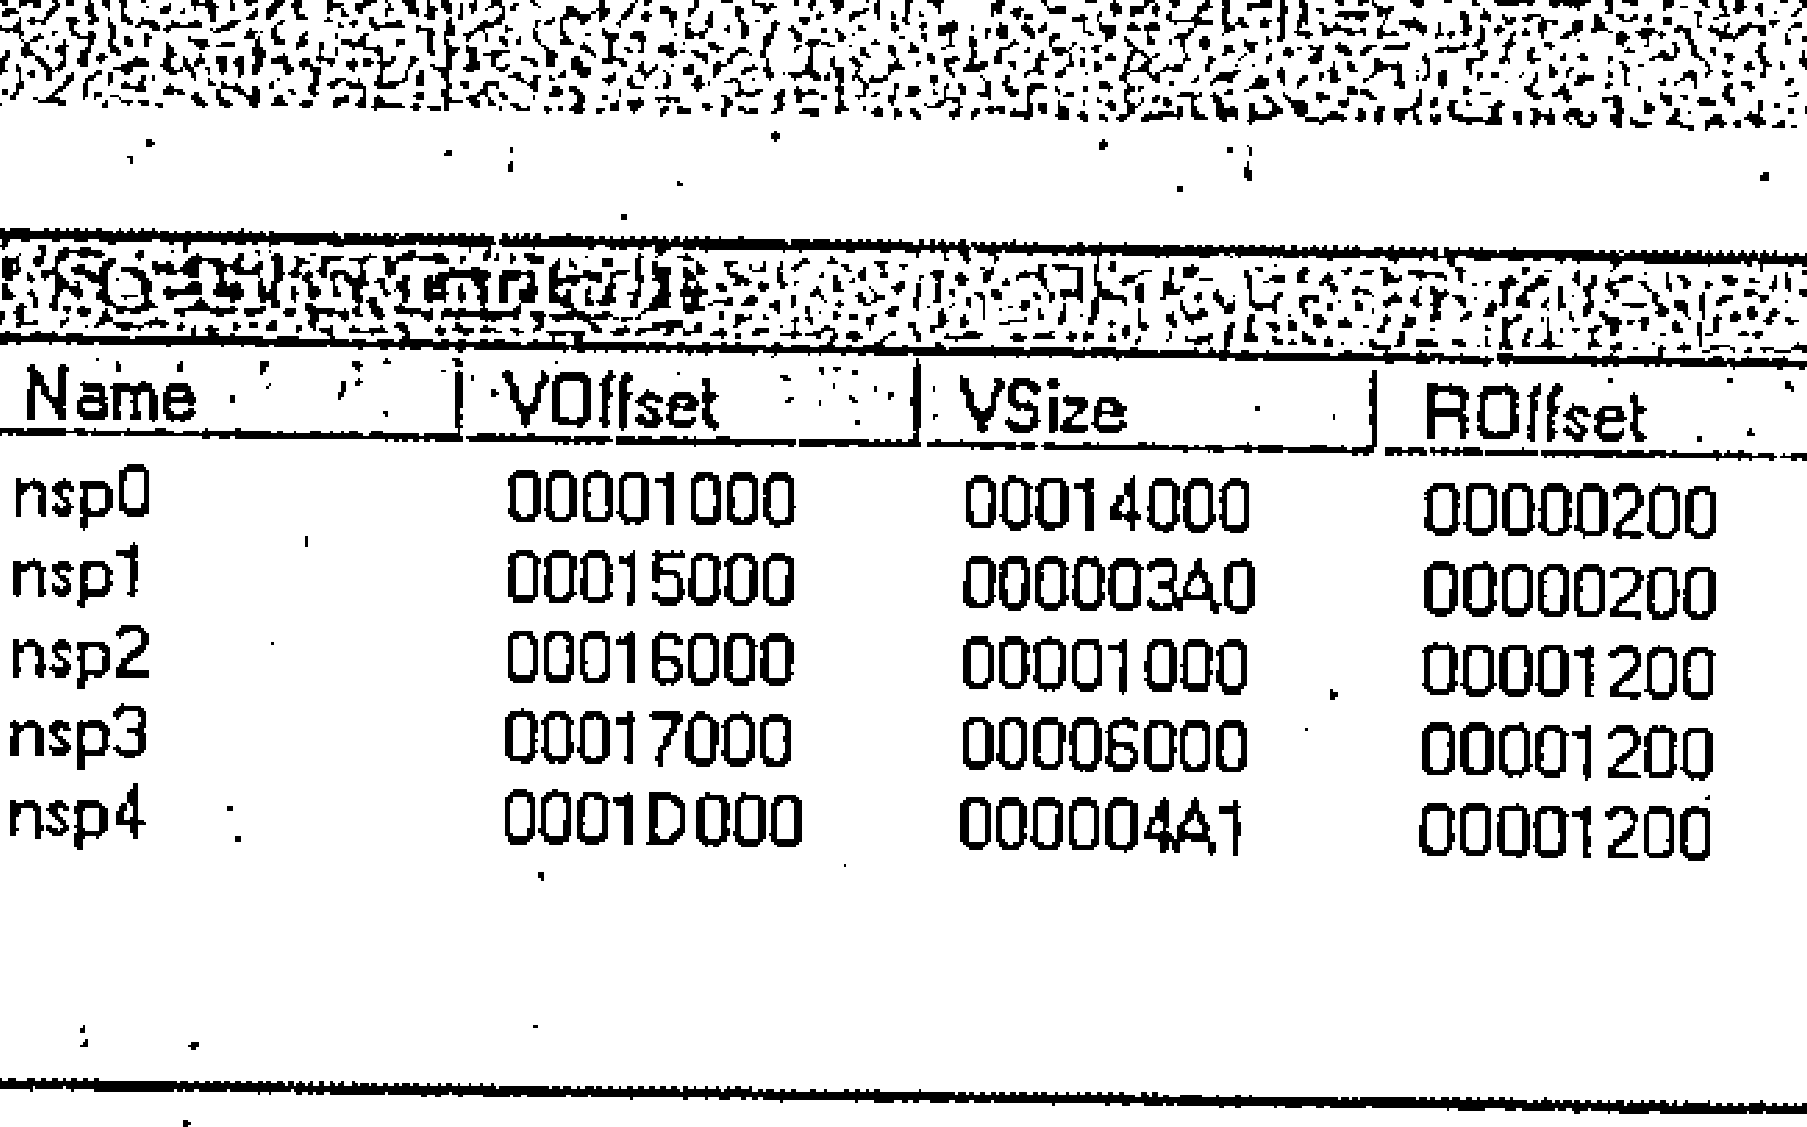 Name VOffset VSize ROffset
nsp0 00001000 00014000 00000200
nsp1 00015000 000003A0 00000200
nsp2 00016000 00001000 00001200
nsp3 00017000 00006000 00001200
nsp4 0001D000 000004A1 00001200